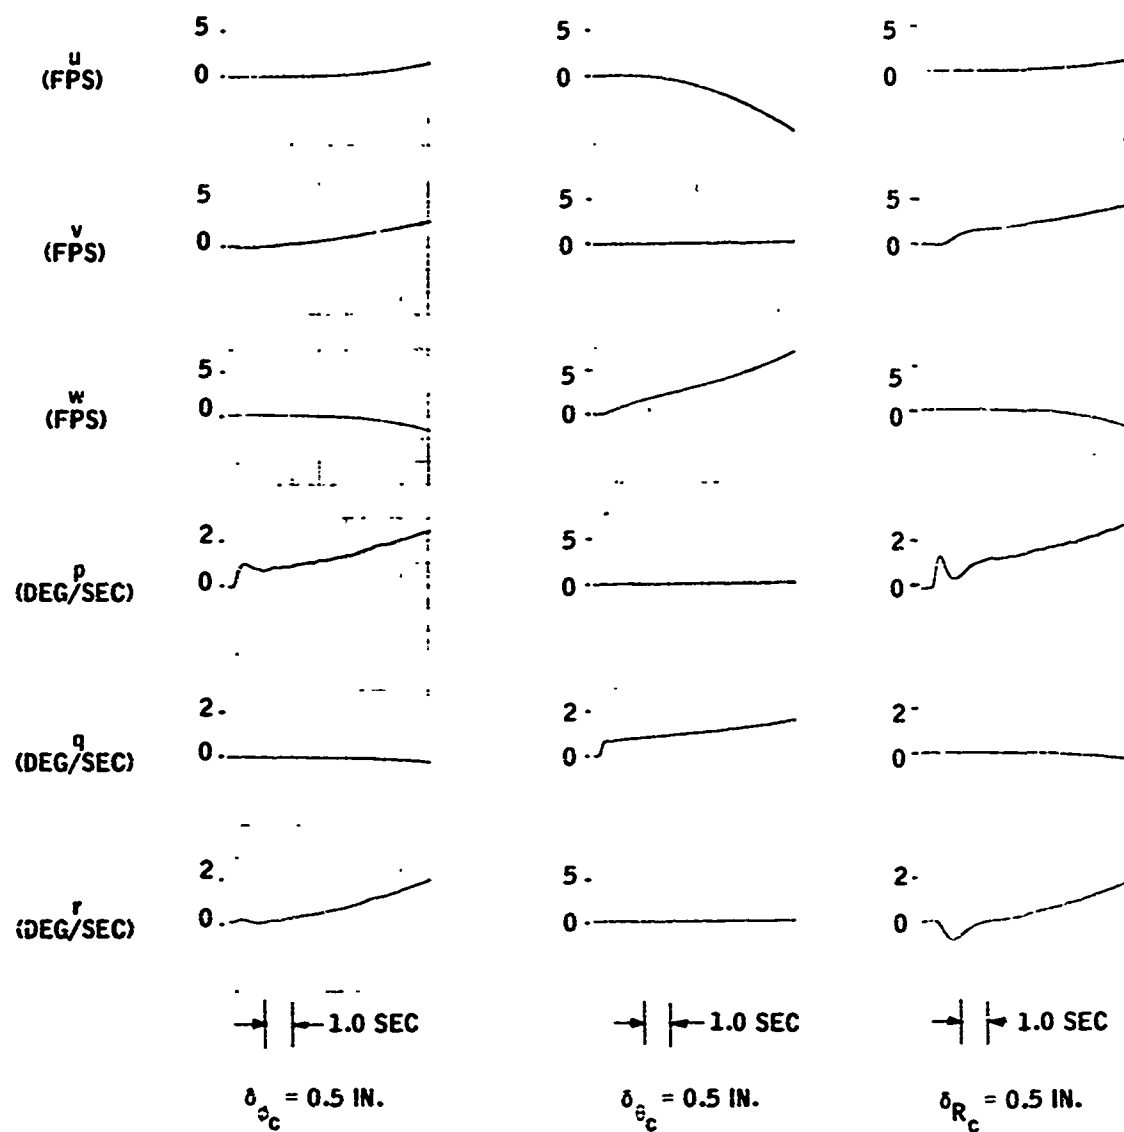 5 5 5
u
(FPS) 0 0 0
5 5 5
v
(FPS) 0 0 0
5 5 5
w
(FPS) 0 0 0
2 5 2
p
(DEG/SEC) 0 0 0
2 2 2
q
(DEG/SEC) 0 0 0
2 5 2
r
(DEG/SEC) 0 0 0
1.0 SEC 1.0 SEC 1.0 SEC
δϕc = 0.5 IN. δθc = 0.5 IN. δRc = 0.5 IN.